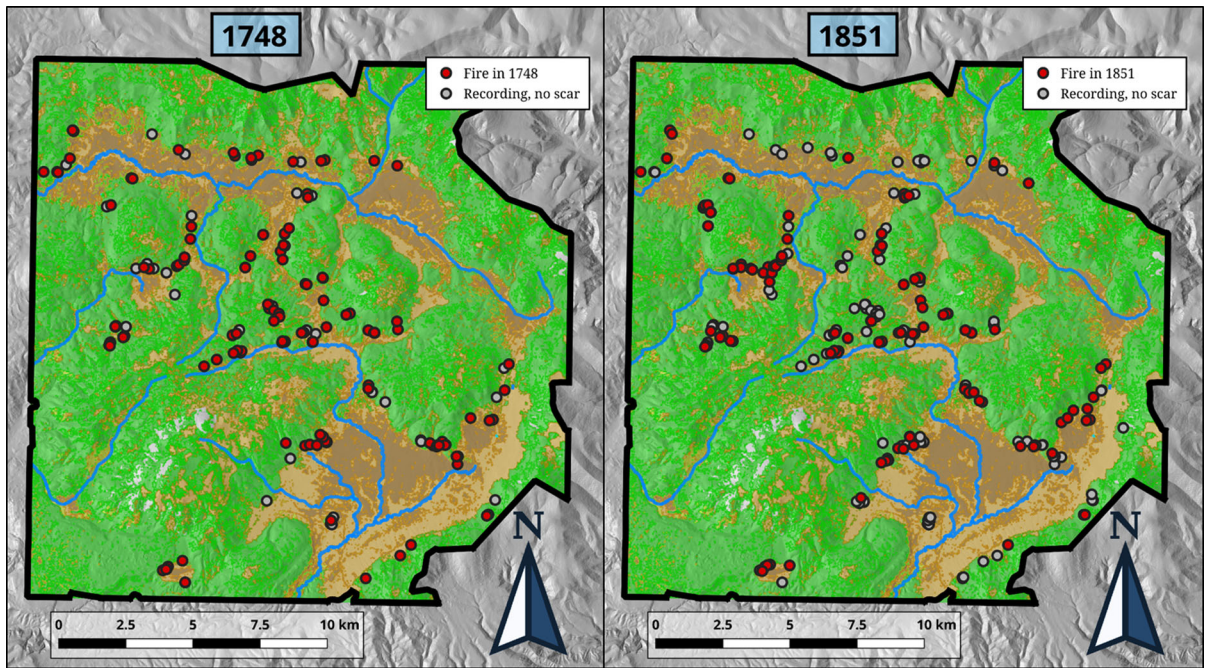 1748
Fire in 1748
Recording, no scar
N
0 2.5 5 7.5 10 km
1851
Fire in 1851
Recording, no scar
N
0 2.5 5 7.5 10 km